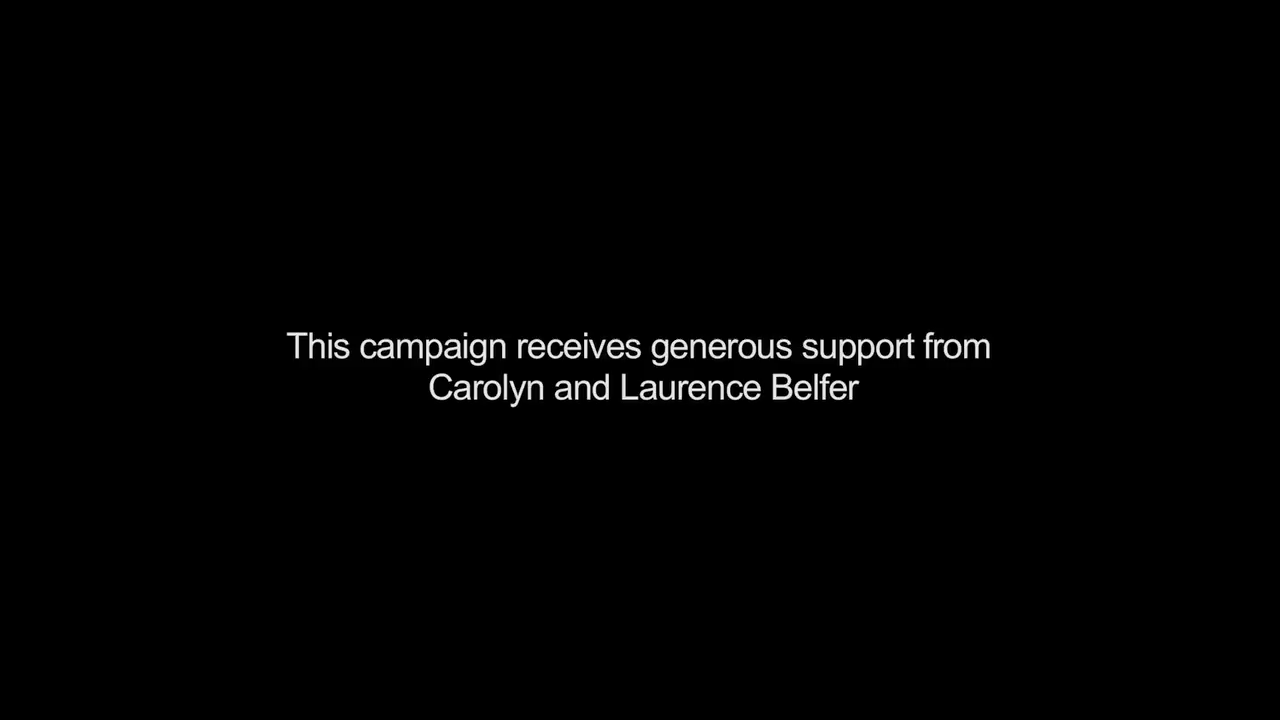 This campaign receives generous support from
Carolyn and Laurence Belfer